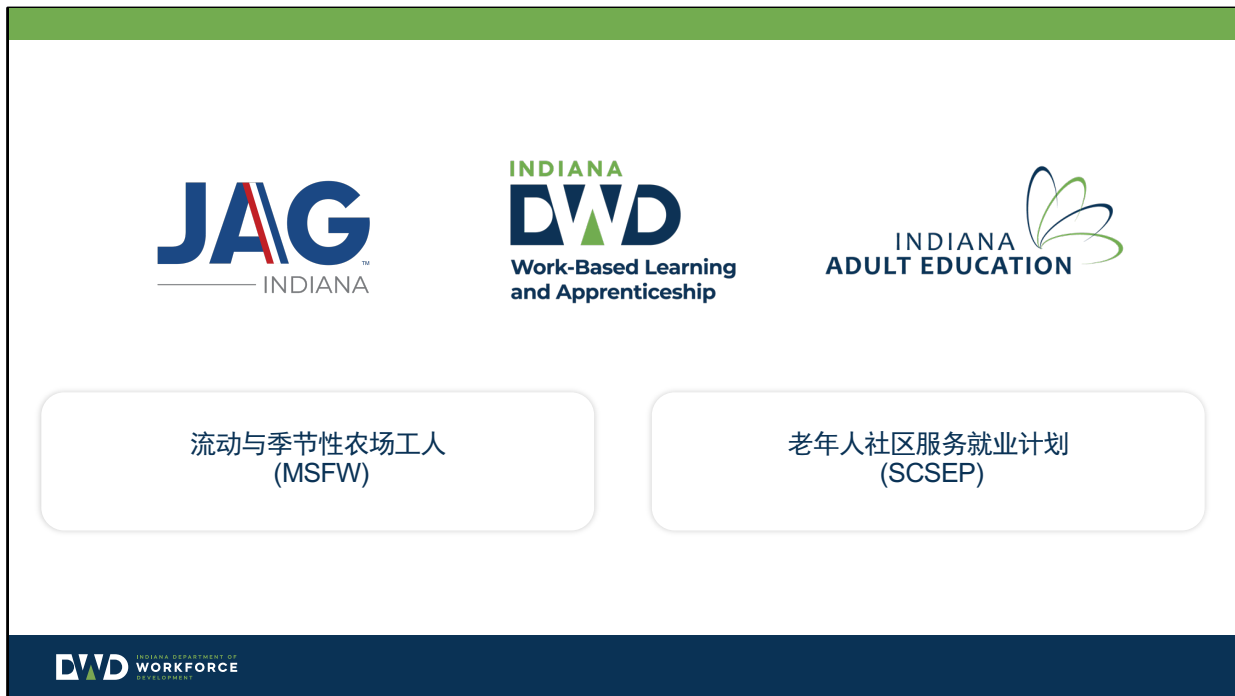 JAG™
INDIANA
INDIANA
DWD
Work-Based Learning
and Apprenticeship
INDIANA
ADULT EDUCATION
流动与季节性农场工人
(MSFW)
老年人社区服务就业计划
(SCSEP)
DWD
INDIANA DEPARTMENT OF
WORKFORCE
DEVELOPMENT